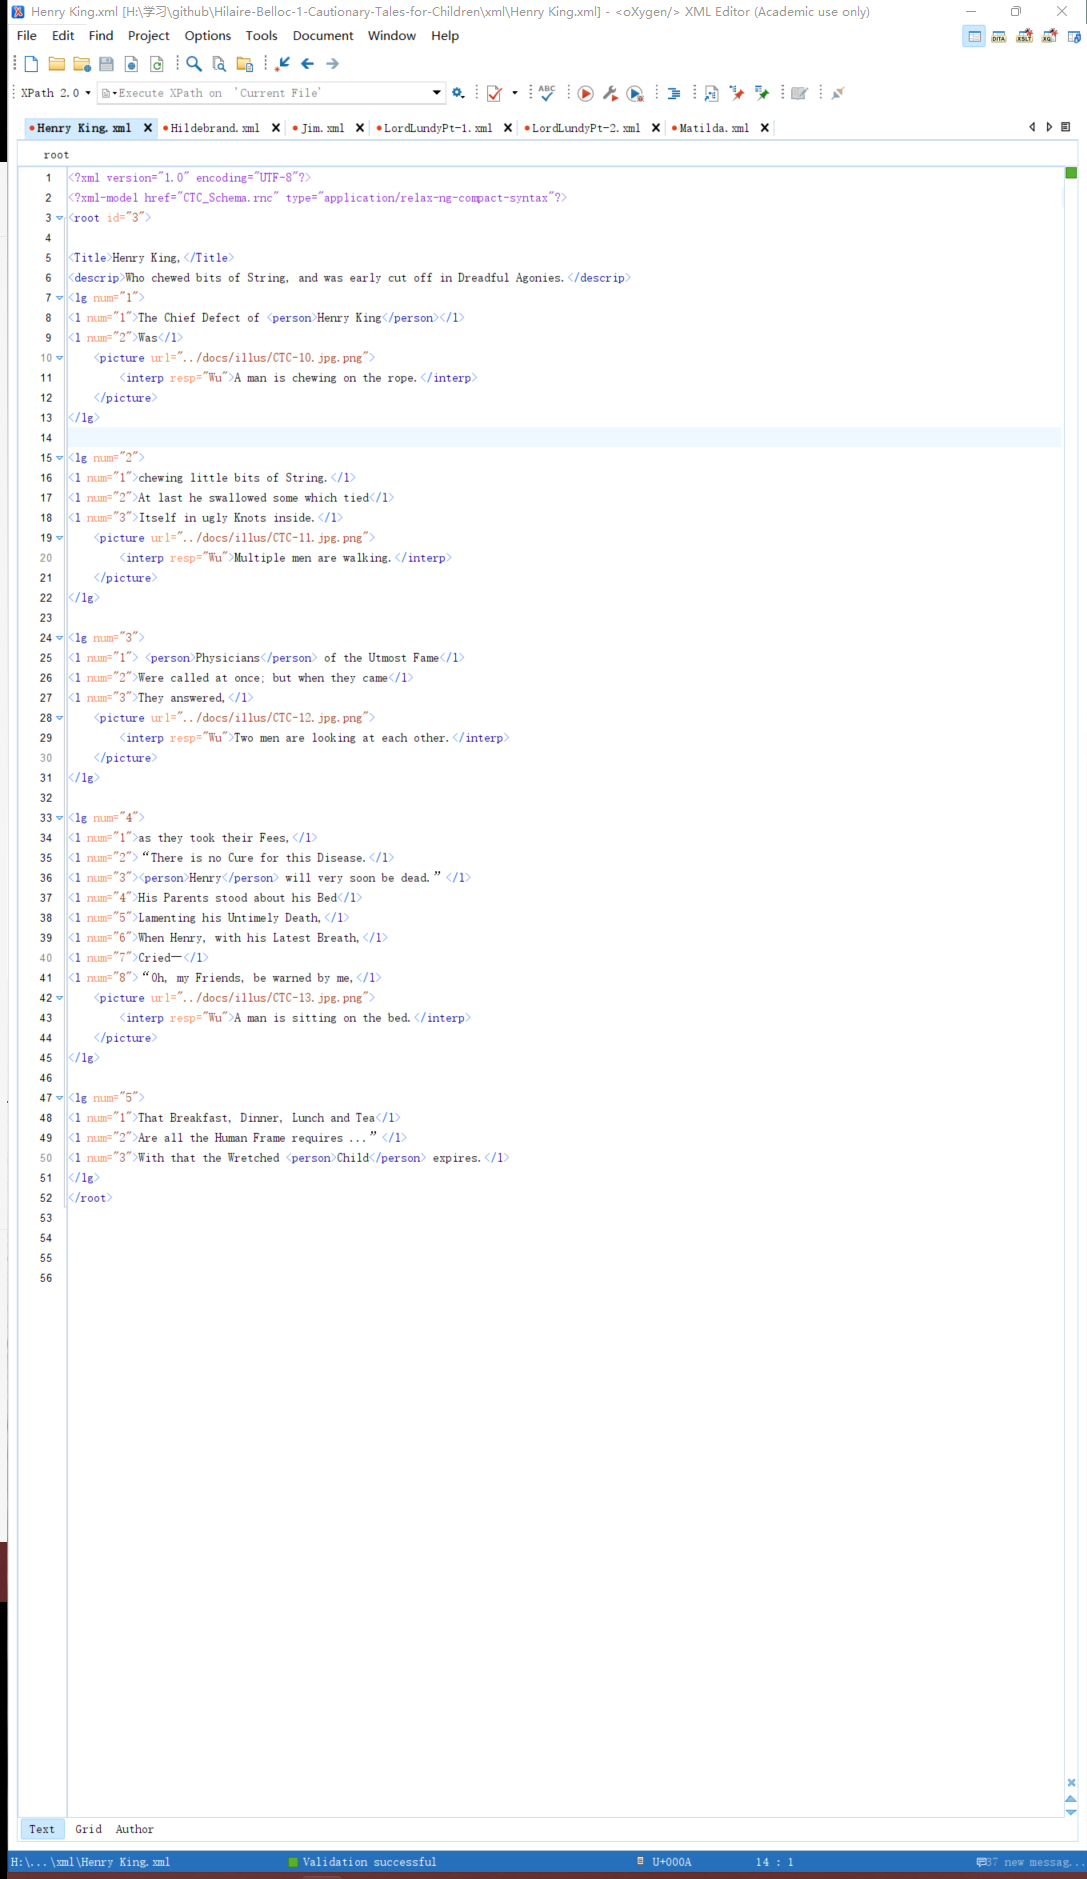 Henry King.xml [H:\学习\github\Hilaire-Belloc-1-Cautionary-Tales-for-Children\xml\Henry King.xml] - <oXygen/> XML Editor (Academic use only)
File Edit Find Project Options Tools Document Window Help
XPath 2.0 Execute XPath on 'Current File'
Henry King.xml Hildebrand.xml Jim.xml LordLundyPt-1.xml LordLundyPt-2.xml Matilda.xml
root
1 <?xml version="1.0" encoding="UTF-8"?>
2 <?xml-model href="CTC_Schema.rnc" type="application/relax-ng-compact-syntax"?>
3 <root id="3">
4
5 <Title>Henry King,</Title>
6 <descrip>Who chewed bits of String, and was early cut off in Dreadful Agonies.</descrip>
7 <lg num="1">
8 <l num="1">The Chief Defect of <person>Henry King</person></l>
9 <l num="2">Was</l>
10 <picture url="../docs/illus/CTC-10.jpg.png">
11 <interp resp="Wu">A man is chewing on the rope.</interp>
12 </picture>
13 </lg>
14
15 <lg num="2">
16 <l num="1">chewing little bits of String.</l>
17 <l num="2">At last he swallowed some which tied</l>
18 <l num="3">Itself in ugly Knots inside.</l>
19 <picture url="../docs/illus/CTC-11.jpg.png">
20 <interp resp="Wu">Multiple men are walking.</interp>
21 </picture>
22 </lg>
23
24 <lg num="3">
25 <l num="1"> <person>Physicians</person> of the Utmost Fame</l>
26 <l num="2">Were called at once; but when they came</l>
27 <l num="3">They answered,</l>
28 <picture url="../docs/illus/CTC-12.jpg.png">
29 <interp resp="Wu">Two men are looking at each other.</interp>
30 </picture>
31 </lg>
32
33 <lg num="4">
34 <l num="1">as they took their Fees,</l>
35 <l num="2">“There is no Cure for this Disease.</l>
36 <l num="3"><person>Henry</person> will very soon be dead.”</l>
37 <l num="4">His Parents stood about his Bed</l>
38 <l num="5">Lamenting his Untimely Death,</l>
39 <l num="6">When Henry, with his Latest Breath,</l>
40 <l num="7">Cried—</l>
41 <l num="8">“Oh, my Friends, be warned by me,</l>
42 <picture url="../docs/illus/CTC-13.jpg.png">
43 <interp resp="Wu">A man is sitting on the bed.</interp>
44 </picture>
45 </lg>
46
47 <lg num="5">
48 <l num="1">That Breakfast, Dinner, Lunch and Tea</l>
49 <l num="2">Are all the Human Frame requires ...”</l>
50 <l num="3">With that the Wretched <person>Child</person> expires.</l>
51 </lg>
52 </root>
53
54
55
56
Text Grid Author
H:\...\xml\Henry King.xml Validation successful U+000A 14 : 1 37 new messag...